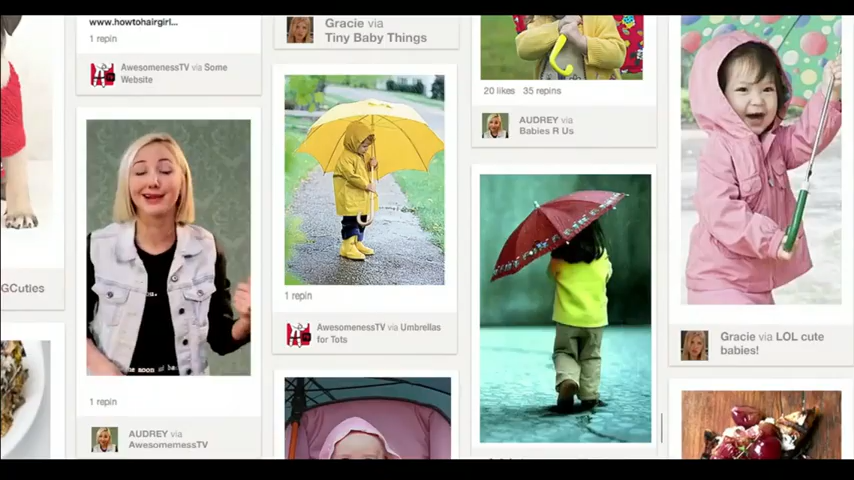 www.howtohairgirl...
1 repin
AwesomenessTV via Some
Website
GCuties
1 repin
AUDREY via
AwesomemessTV
Gracie via
Tiny Baby Things
1 repin
AwesomenessTV via Umbrellas
for Tots
20 likes 35 repins
AUDREY via
Babies R Us
Gracie via LOL cute
babies!